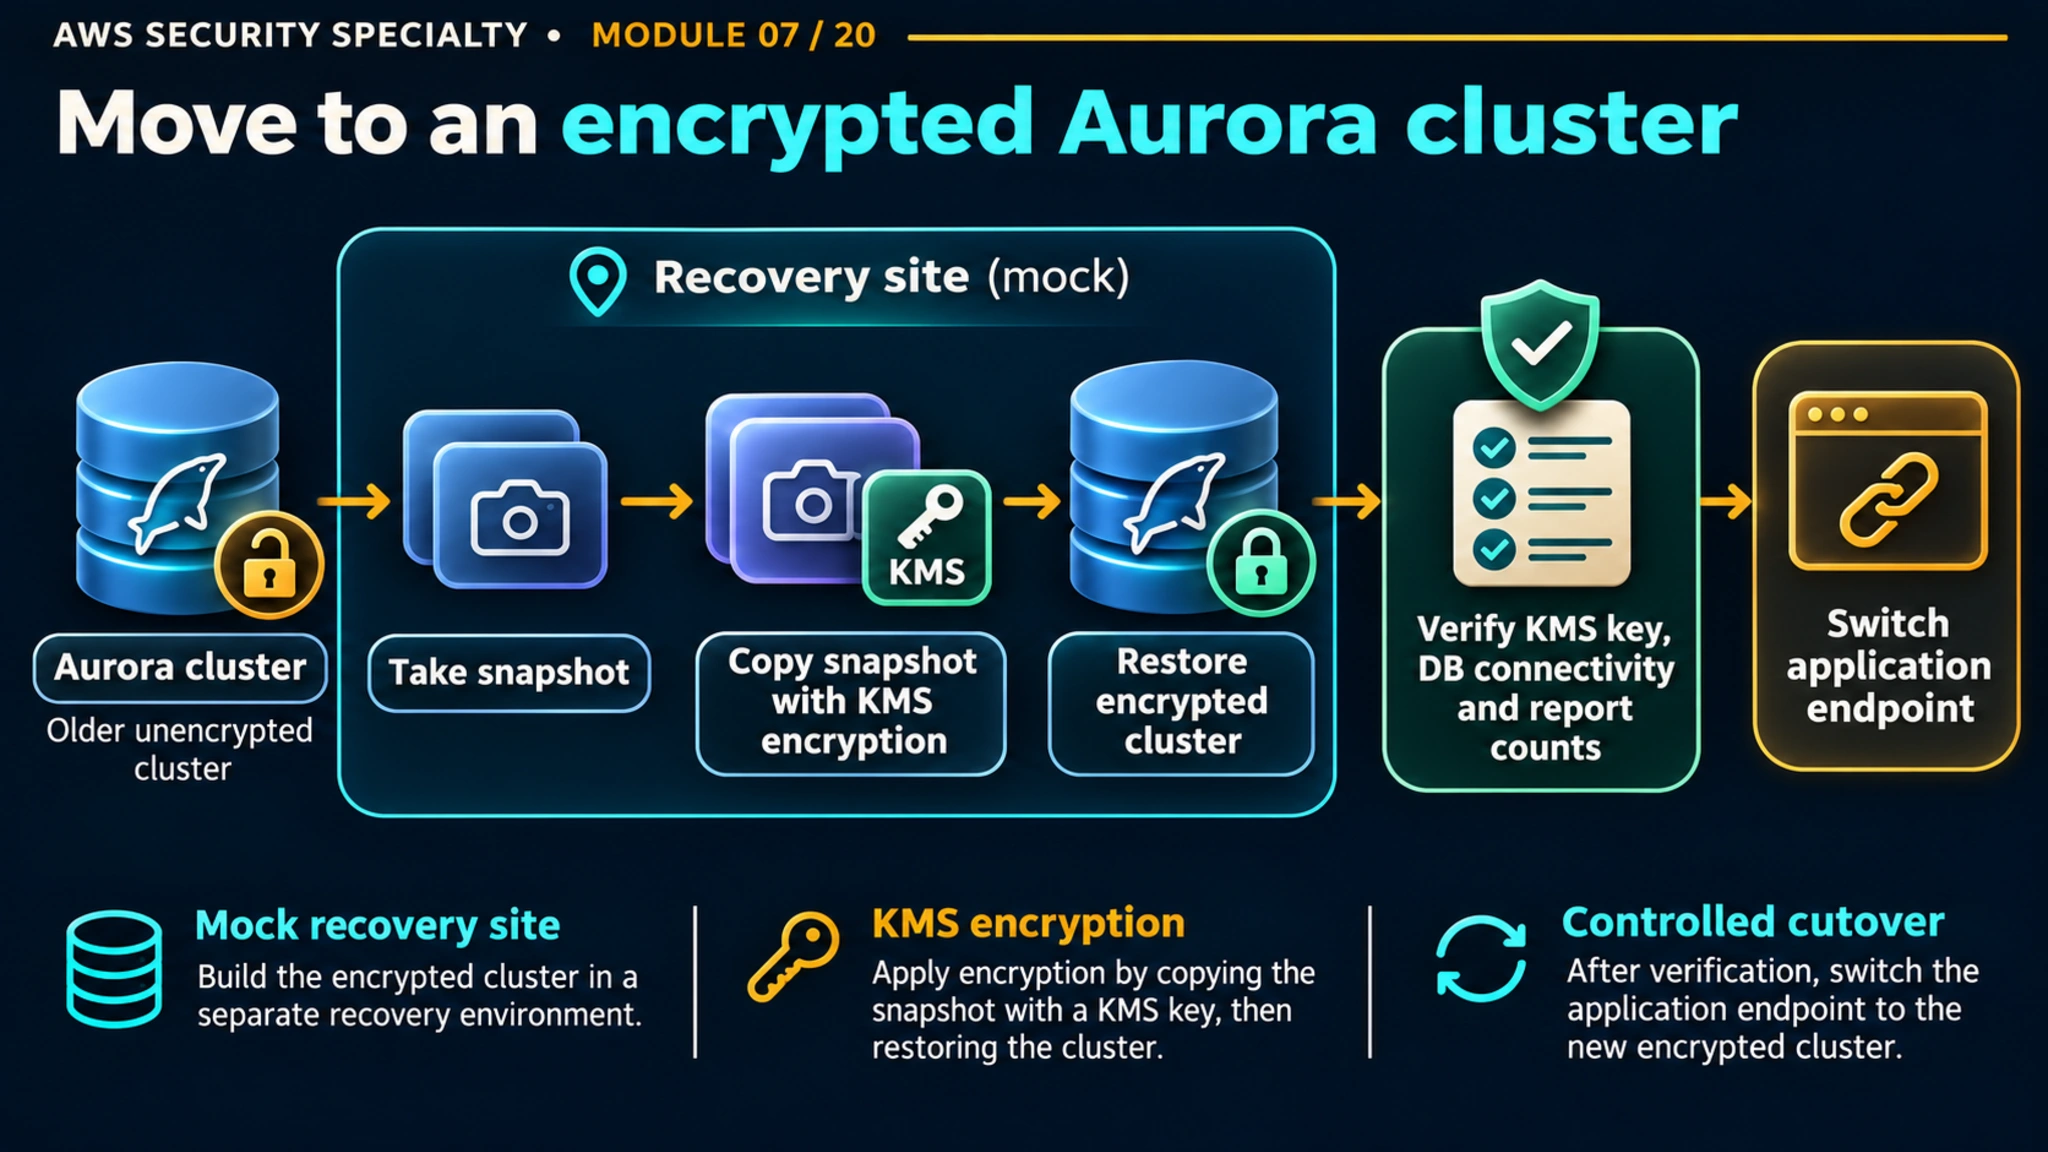 AWS SECURITY SPECIALTY • MODULE 07 / 20
Move to an encrypted Aurora cluster
Recovery site (mock)
KMS
Aurora cluster
Older unencrypted
cluster
Take snapshot
Copy snapshot
with KMS
encryption
Restore
encrypted
cluster
Verify KMS key,
DB connectivity
and report
counts
Switch
application
endpoint
Mock recovery site
Build the encrypted cluster in a
separate recovery environment.
KMS encryption
Apply encryption by copying the
snapshot with a KMS key, then
restoring the cluster.
Controlled cutover
After verification, switch the
application endpoint to the
new encrypted cluster.